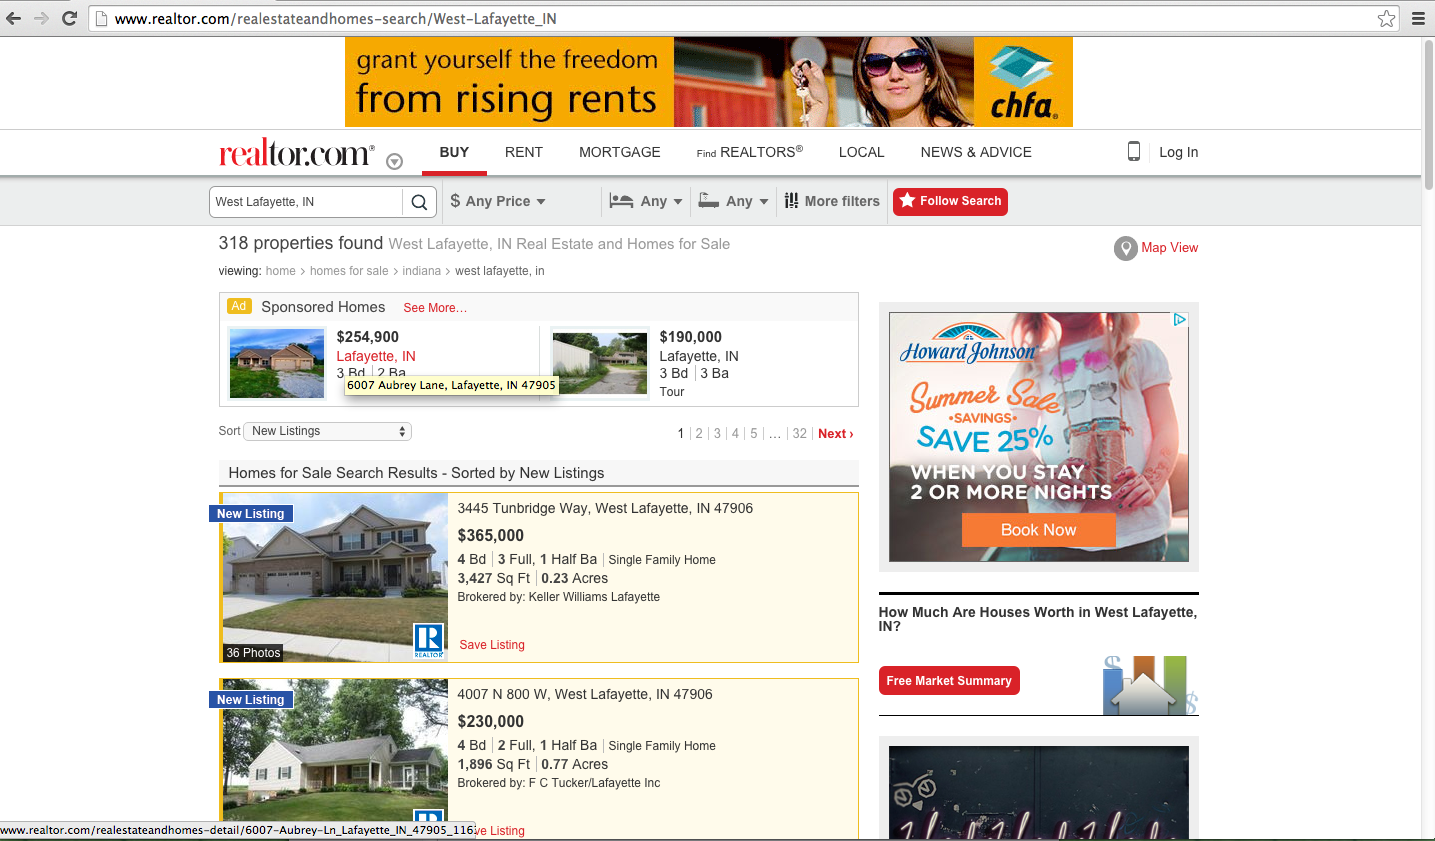 www.realtor.com/realestateandhomes-search/West-Lafayette_IN
grant yourself the freedom
from rising rents
chfa®
realtor.com®
BUY RENT MORTGAGE Find REALTORS® LOCAL NEWS & ADVICE Log In
West Lafayette, IN $ Any Price Any Any More filters Follow Search
318 properties found West Lafayette, IN Real Estate and Homes for Sale
Map View
viewing: home > homes for sale > indiana > west lafayette, in
Ad Sponsored Homes See More...
$254,900
Lafayette, IN
3 Bd 2 Ba
6007 Aubrey Lane, Lafayette, IN 47905
$190,000
Lafayette, IN
3 Bd 3 Ba
Tour
Sort New Listings
1 2 3 4 5 ... 32 Next ›
Homes for Sale Search Results - Sorted by New Listings
New Listing
36 Photos
REALTOR
3445 Tunbridge Way, West Lafayette, IN 47906
$365,000
4 Bd 3 Full, 1 Half Ba Single Family Home
3,427 Sq Ft 0.23 Acres
Brokered by: Keller Williams Lafayette
Save Listing
New Listing
4007 N 800 W, West Lafayette, IN 47906
$230,000
4 Bd 2 Full, 1 Half Ba Single Family Home
1,896 Sq Ft 0.77 Acres
Brokered by: F C Tucker/Lafayette Inc
ve Listing
www.realtor.com/realestateandhomes-detail/6007-Aubrey-Ln_Lafayette_IN_47905_116
Howard Johnson
Summer Sale
•SAVINGS•
SAVE 25%
WHEN YOU STAY
2 OR MORE NIGHTS
Book Now
How Much Are Houses Worth in West Lafayette,
IN?
Free Market Summary